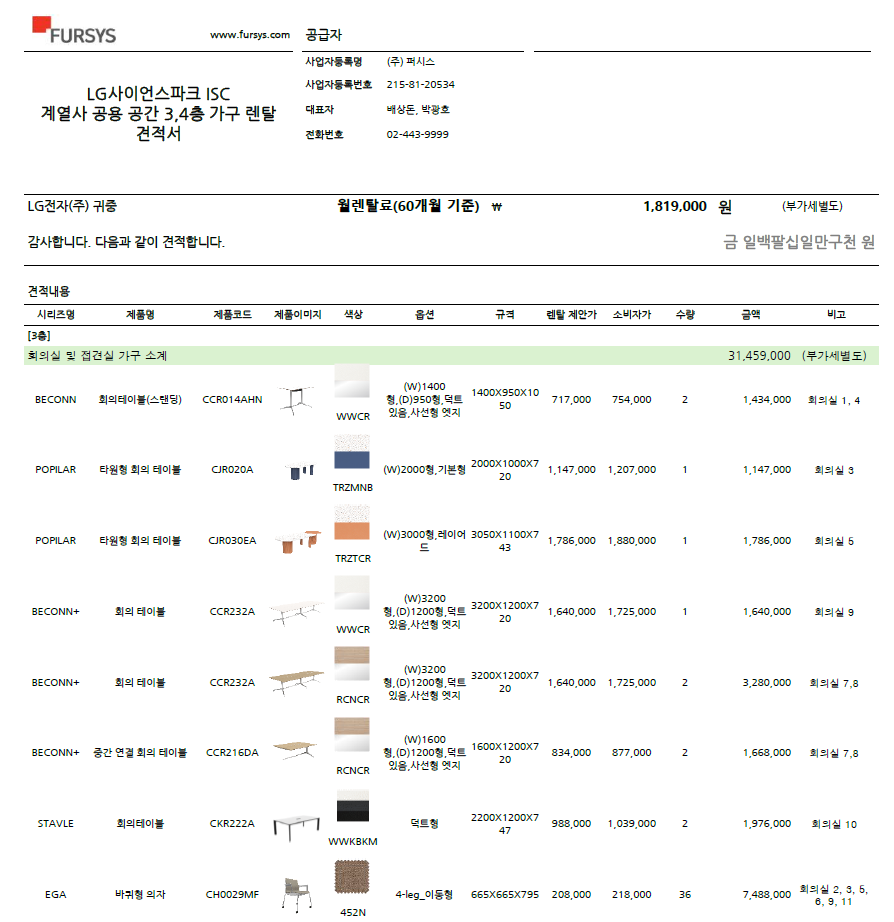 FURSYS
www.fursys.com
공급자
사업자등록명 (주) 퍼시스
사업자등록번호 215-81-20534
대표자 배상돈, 박광호
전화번호 02-443-9999
LG사이언스파크 ISC
계열사 공용 공간 3,4층 가구 렌탈
견적서
LG전자(주) 귀중 월렌탈료(60개월 기준) ₩ 1,819,000 원 (부가세별도)
감사합니다. 다음과 같이 견적합니다. 금 일백팔십일만구천 원
견적내용
시리즈명 제품명 제품코드 제품이미지 색상 옵션 규격 렌탈 제안가 소비자가 수량 금액 비고
[3층]
회의실 및 접견실 가구 소계 31,459,000 (부가세별도)
BECONN 회의테이블(스탠딩) CCR014AHN WWCR (W)1400형,(D)950형,덕트있음,사선형 엣지 1400X950X1050 717,000 754,000 2 1,434,000 회의실 1, 4
POPILAR 타원형 회의 테이블 CJR020A TRZMNB (W)2000형,기본형 2000X1000X720 1,147,000 1,207,000 1 1,147,000 회의실 3
POPILAR 타원형 회의 테이블 CJR030EA TRZTCR (W)3000형,레이어드 3050X1100X743 1,786,000 1,880,000 1 1,786,000 회의실 5
BECONN+ 회의 테이블 CCR232A WWCR (W)3200형,(D)1200형,덕트있음,사선형 엣지 3200X1200X720 1,640,000 1,725,000 1 1,640,000 회의실 9
BECONN+ 회의 테이블 CCR232A RCNCR (W)3200형,(D)1200형,덕트있음,사선형 엣지 3200X1200X720 1,640,000 1,725,000 2 3,280,000 회의실 7,8
BECONN+ 중간 연결 회의 테이블 CCR216DA RCNCR (W)1600형,(D)1200형,덕트있음,사선형 엣지 1600X1200X720 834,000 877,000 2 1,668,000 회의실 7,8
STAVLE 회의테이블 CKR222A WWKBKM 덕트형 2200X1200X747 988,000 1,039,000 2 1,976,000 회의실 10
EGA 바퀴형 의자 CH0029MF 452N 4-leg_이동형 665X665X795 208,000 218,000 36 7,488,000 회의실 2, 3, 5, 6, 9, 11